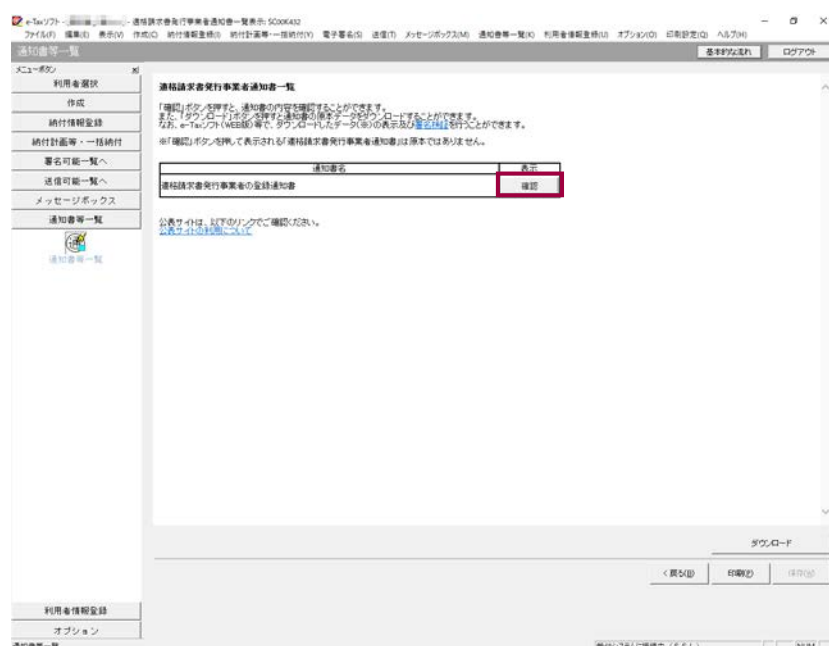 e-Taxソフト - 適格請求書発行事業者通知書一覧表示: SC00K432
ファイル(F) 編集(E) 表示(V) 作成(C) 納付情報登録(I) 納付計画等・一括納付(Y) 電子署名(S) 送信(T) メッセージボックス(M) 通知書等一覧(X) 利用者情報登録(U) オプション(O) 印刷設定(Q) ヘルプ(H)
通知書等一覧
基本的な流れ ログアウト
メニューボタン
利用者選択
作成
納付情報登録
納付計画等・一括納付
署名可能一覧へ
送信可能一覧へ
メッセージボックス
通知書等一覧
通知書等一覧
利用者情報登録
オプション
適格請求書発行事業者通知書一覧
「確認」ボタンを押すと、通知書の内容を確認することができます。
また、「ダウンロード」ボタンを押すと通知書の原本データをダウンロードすることができます。
なお、e-Taxソフト(WEB版)等で、ダウンロードしたデータ(※)の表示及び署名検証を行うことができます。
※「確認」ボタンを押して表示される「適格請求書発行事業者通知書」は原本ではありません。
通知書名 表示
適格請求書発行事業者の登録通知書 確認
公表サイトは、以下のリンクでご確認ください。
公表サイトの利用について
ダウンロード
< 戻る(B) 印刷(P) 保存(W)
通知書等一覧